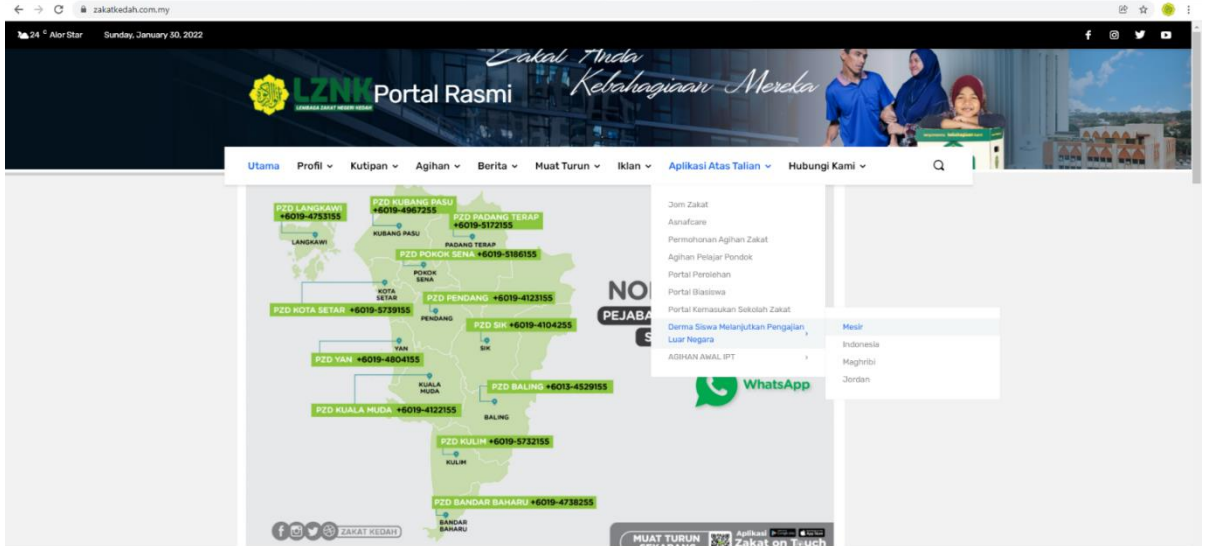 zakatkedah.com.my
24 C Alor Star Sunday, January 30, 2022
Zakat Anda
Kebahagiaan Mereka
LZNK Portal Rasmi
LEMBAGA ZAKAT NEGERI KEDAH
Utama Profil Kutipan Agihan Berita Muat Turun Iklan Aplikasi Atas Talian Hubungi Kami
Jom Zakat
Asnafcare
Permohonan Agihan Zakat
Agihan Pelajar Pondok
Portal Perolehan
Portal Biasiswa
Portal Kemasukan Sekolah Zakat
Derma Siswa Melanjutkan Pengajian
Luar Negara
AGIHAN AWAL IPT
Mesir
Indonesia
Maghribi
Jordan
PZD LANGKAWI
+6019-4753155
LANGKAWI
PZD KUBANG PASU
+6019-4967255
KUBANG PASU
PZD PADANG TERAP
+6019-5172155
PADANG TERAP
PZD POKOK SENA +6019-5186155
POKOK
SENA
KOTA
SETAR
PZD KOTA SETAR +6019-5739155
PZD PENDANG +6019-4123155
PENDANG
PZD SIK +6019-4104255
SIK
YAN
PZD YAN +6019-4804155
KUALA
MUDA
PZD KUALA MUDA +6019-4122155
PZD BALING +6013-4529155
BALING
PZD KULIM +6019-5732155
KULIM
PZD BANDAR BAHARU +6019-4738255
BANDAR
BAHARU
WhatsApp
ZAKAT KEDAH
MUAT TURUN
Aplikasi
Zakat on Touch